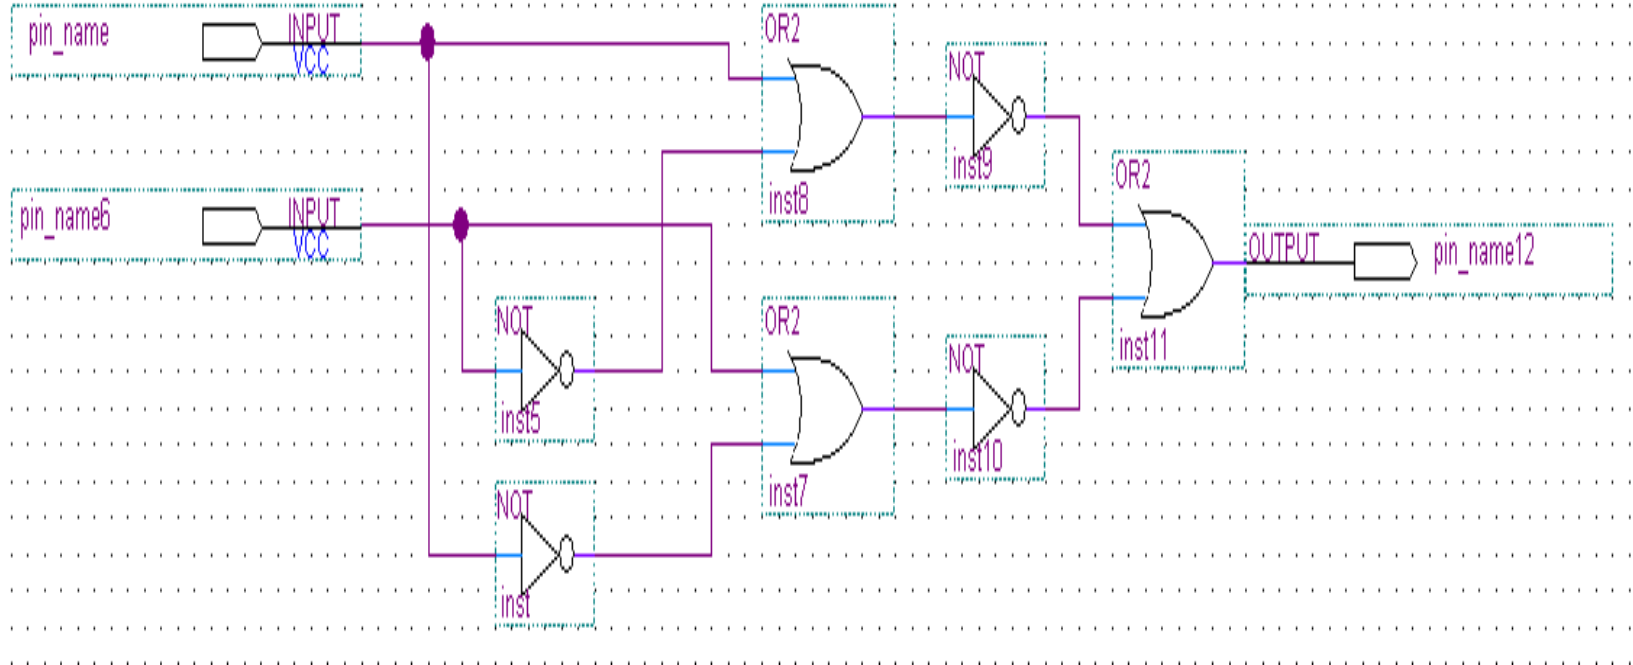 pin_name
INPUT
VCC
OR2
inst8
NOT
inst9
pin_name6
INPUT
VCC
OR2
inst11
OUTPUT
pin_name12
NOT
inst5
OR2
inst7
NOT
inst10
NOT
inst